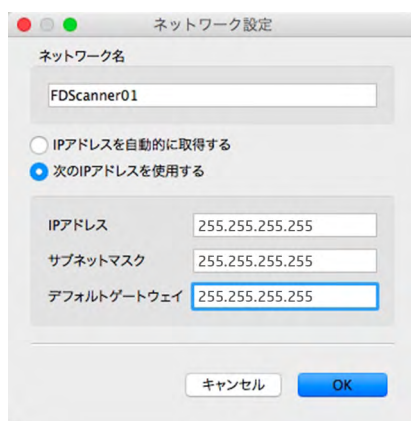 ネットワーク設定
ネットワーク名
FDScanner01
IPアドレスを自動的に取得する
次のIPアドレスを使用する
IPアドレス 255.255.255.255
サブネットマスク 255.255.255.255
デフォルトゲートウェイ 255.255.255.255
キャンセル OK